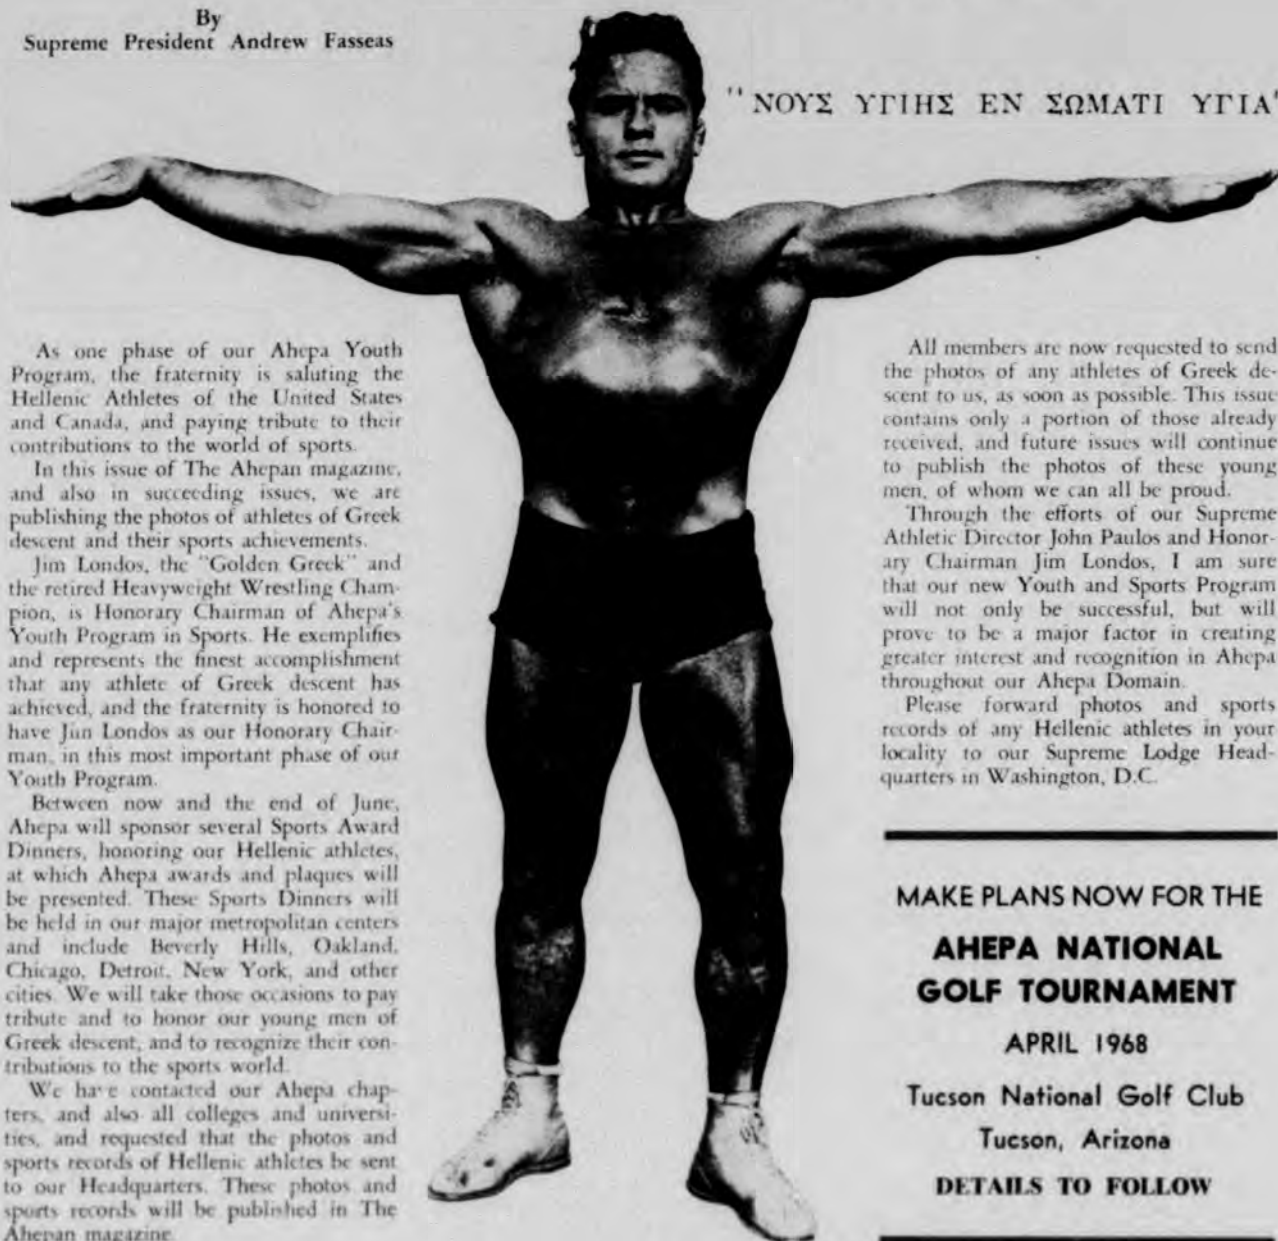 By
Supreme President Andrew Fasseas
"ΝΟΥΣ ΥΓΙΗΣ ΕΝ ΣΩΜΑΤΙ ΥΓΙΑ"
As one phase of our Ahepa Youth
Program, the fraternity is saluting the
Hellenic Athletes of the United States
and Canada, and paying tribute to their
contributions to the world of sports.
In this issue of The Ahepan magazine,
and also in succeeding issues, we are
publishing the photos of athletes of Greek
descent and their sports achievements.
Jim Londos, the "Golden Greek" and
the retired Heavyweight Wrestling Cham-
pion, is Honorary Chairman of Ahepa's
Youth Program in Sports. He exemplifies
and represents the finest accomplishment
that any athlete of Greek descent has
achieved, and the fraternity is honored to
have Jim Londos as our Honorary Chair-
man, in this most important phase of our
Youth Program.
Between now and the end of June,
Ahepa will sponsor several Sports Award
Dinners, honoring our Hellenic athletes,
at which Ahepa awards and plaques will
be presented. These Sports Dinners will
be held in our major metropolitan centers
and include Beverly Hills, Oakland,
Chicago, Detroit, New York, and other
cities. We will take those occasions to pay
tribute and to honor our young men of
Greek descent, and to recognize their con-
tributions to the sports world.
We have contacted our Ahepa chap-
ters, and also all colleges and universi-
ties, and requested that the photos and
sports records of Hellenic athletes be sent
to our Headquarters. These photos and
sports records will be published in The
Ahepan magazine.
All members are now requested to send
the photos of any athletes of Greek de-
scent to us, as soon as possible. This issue
contains only a portion of those already
received, and future issues will continue
to publish the photos of these young
men, of whom we can all be proud.
Through the efforts of our Supreme
Athletic Director John Paulos and Honor-
ary Chairman Jim Londos, I am sure
that our new Youth and Sports Program
will not only be successful, but will
prove to be a major factor in creating
greater interest and recognition in Ahepa
throughout our Ahepa Domain.
Please forward photos and sports
records of any Hellenic athletes in your
locality to our Supreme Lodge Head-
quarters in Washington, D.C.
MAKE PLANS NOW FOR THE
AHEPA NATIONAL
GOLF TOURNAMENT
APRIL 1968
Tucson National Golf Club
Tucson, Arizona
DETAILS TO FOLLOW